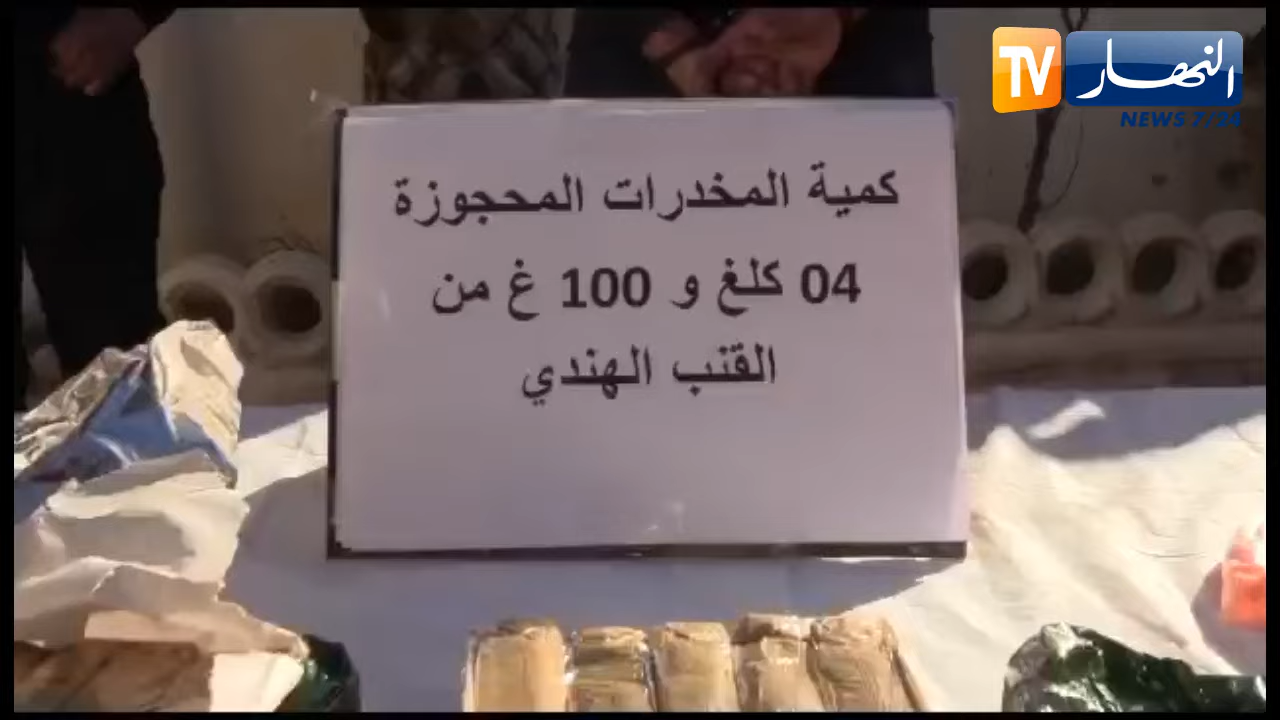 TV النهار
NEWS 7/24
كمية المخدرات المحجوزة
04 كلغ و 100 غ من
القنب الهندي